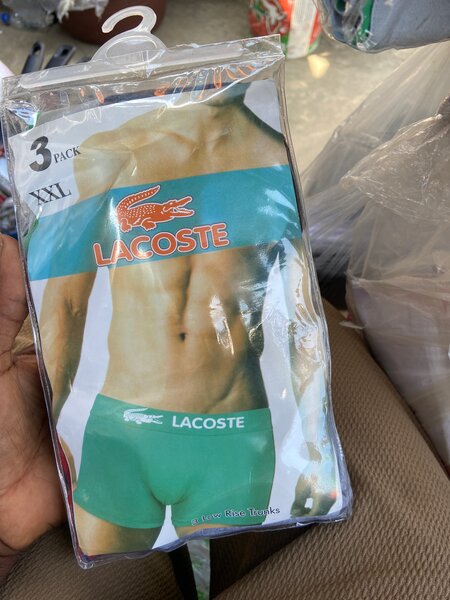 3 PACK
XXL
LACOSTE
LACOSTE
Low Rise Trunks